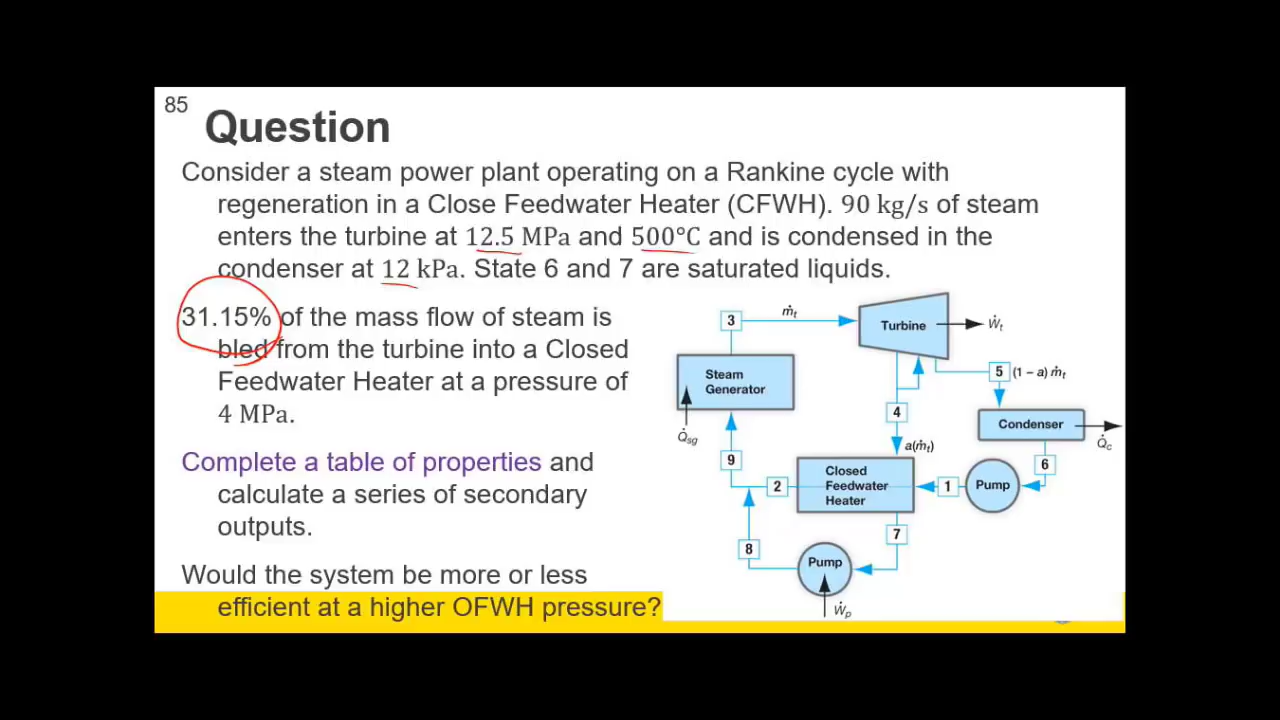 85
Question
Consider a steam power plant operating on a Rankine cycle with
regeneration in a Close Feedwater Heater (CFWH). 90 kg/s of steam
enters the turbine at 12.5 MPa and 500°C and is condensed in the
condenser at 12 kPa. State 6 and 7 are saturated liquids.
31.15% of the mass flow of steam is
bled from the turbine into a Closed
Feedwater Heater at a pressure of
4 MPa.
Complete a table of properties and
calculate a series of secondary
outputs.
Would the system be more or less
efficient at a higher OFWH pressure?
3
ṁt
Turbine
Ẇt
Steam
Generator
5
(1 − a) ṁt
4
Condenser
Q̇sg
a(ṁt)
Q̇c
9
Closed
Feedwater
Heater
6
2
1
Pump
7
8
Pump
Ẇp